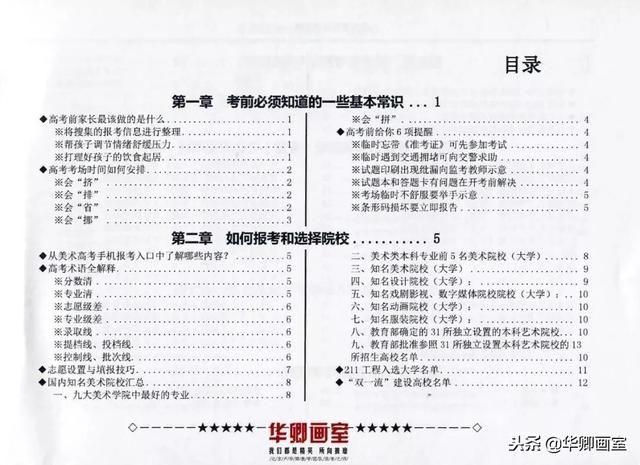 目录
第一章 考前必须知道的一些基本常识 ... 1
◆高考前家长最该做的是什么 1
※将搜集的报考信息进行整理 1
※帮孩子调节情绪舒缓压力 1
※打理好孩子的饮食起居 1
◆高考考场时间如何安排 2
※会“挤” 2
※会“排” 2
※会“省” 2
※会“挪” 3
※会“拼” 4
◆高考前给你6项提醒 4
※临时忘带《准考证》可先参加考试 4
※临时遇到交通拥堵可向交警求助 4
※试题印刷出现纰漏向监考教师示意 4
※试题本和答题卡有问题在开考前解决 4
※考场临时不舒服要举手示意 5
※条形码损坏要立即报告 5
第二章 如何报考和选择院校 ........... 5
◆从美术高考手机报考入口中了解哪些内容？ 5
◆高考术语全解释 5
※分数清 5
※专业清 5
※志愿级差 6
※专业级差 6
※录取线 6
※提档线、投档线 6
※控制线、批次线 6
◆志愿设置与填报技巧 7
◆国内知名美术院校汇总 8
一、九大美术学院中最好的专业 8
二、美术类本科专业前5名美术院校（大学） 8
三、知名美术院校（大学） 9
四、知名设计院校（大学）： 9
五、知名戏剧影视、数字媒体院校院校（大学）： 10
六、知名动画院校（大学）： 10
七、知名服装院校（大学）： 10
八、教育部确定的31所独立设置的本科艺术院校 10
九、教育部批准参照31所独立设置艺术院校的13
所招生高校名单 10
◆211工程入选大学名单 11
◆“双一流”建设高校名单 12
华卿画室
我们都是精英 所向披靡
头条@华卿画室